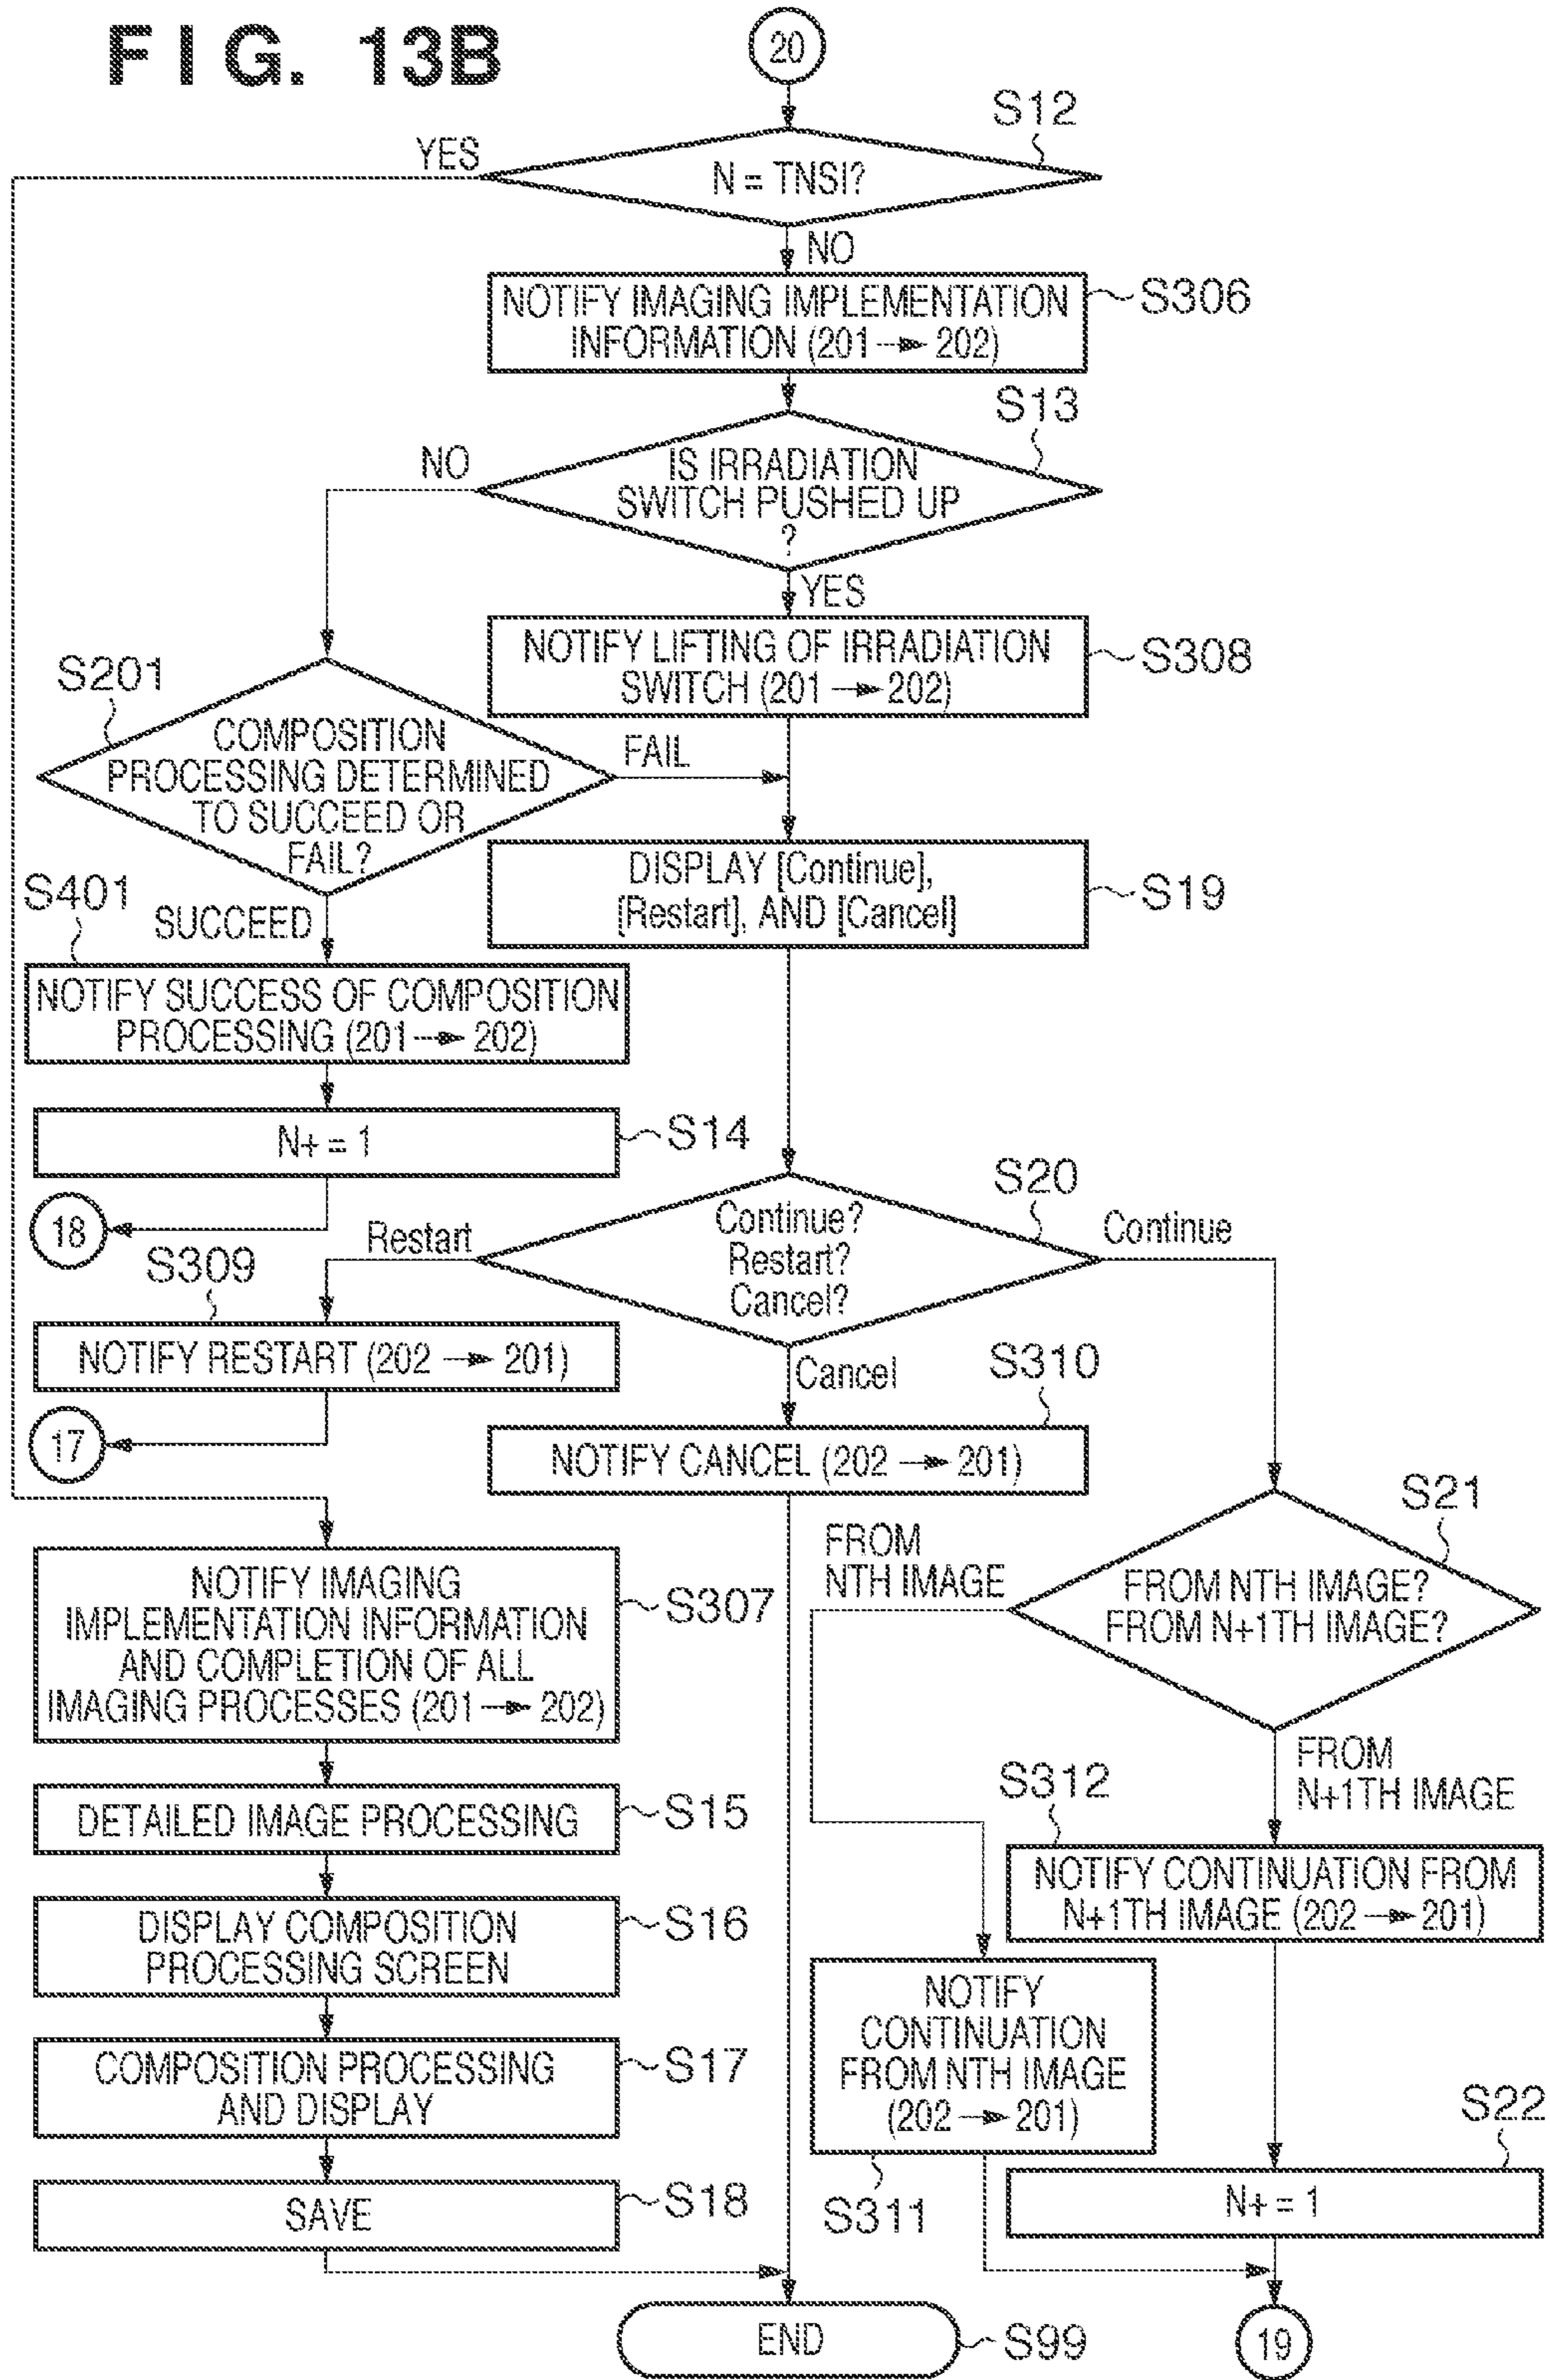 FIG. 13B
20
S12
YES
N = TNSI?
NO
NOTIFY IMAGING IMPLEMENTATION
INFORMATION (201 → 202)
S306
S13
NO
IS IRRADIATION
SWITCH PUSHED UP
?
YES
NOTIFY LIFTING OF IRRADIATION
SWITCH (201 → 202)
S308
S201
COMPOSITION
PROCESSING DETERMINED
TO SUCCEED OR
FAIL?
FAIL
DISPLAY [Continue],
[Restart], AND [Cancel]
S19
S401
SUCCEED
NOTIFY SUCCESS OF COMPOSITION
PROCESSING (201 → 202)
N+ = 1
S14
18
S20
Continue?
Restart?
Cancel?
Restart
Continue
S309
NOTIFY RESTART (202 → 201)
17
Cancel
S310
NOTIFY CANCEL (202 → 201)
S21
FROM
NTH IMAGE
FROM NTH IMAGE?
FROM N+1TH IMAGE?
NOTIFY IMAGING
IMPLEMENTATION INFORMATION
AND COMPLETION OF ALL
IMAGING PROCESSES (201 → 202)
S307
FROM
N+1TH IMAGE
S312
DETAILED IMAGE PROCESSING
S15
NOTIFY CONTINUATION FROM
N+1TH IMAGE (202 → 201)
DISPLAY COMPOSITION
PROCESSING SCREEN
S16
NOTIFY
CONTINUATION
FROM NTH IMAGE
(202 → 201)
S311
COMPOSITION PROCESSING
AND DISPLAY
S17
S22
N+ = 1
SAVE
S18
END
S99
19